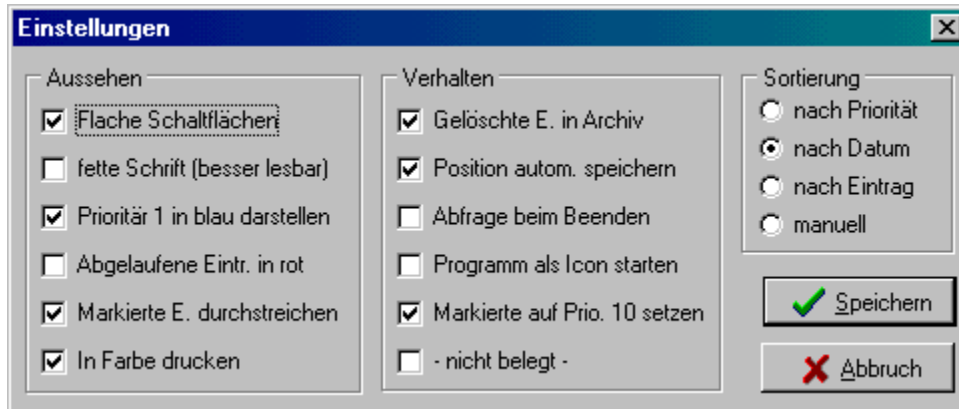 Einstellungen
Aussehen
Flache Schaltflächen
fette Schrift (besser lesbar)
Prioritär 1 in blau darstellen
Abgelaufene Eintr. in rot
Markierte E. durchstreichen
In Farbe drucken
Verhalten
Gelöschte E. in Archiv
Position autom. speichern
Abfrage beim Beenden
Programm als Icon starten
Markierte auf Prio. 10 setzen
- nicht belegt -
Sortierung
nach Priorität
nach Datum
nach Eintrag
manuell
Speichern
Abbruch